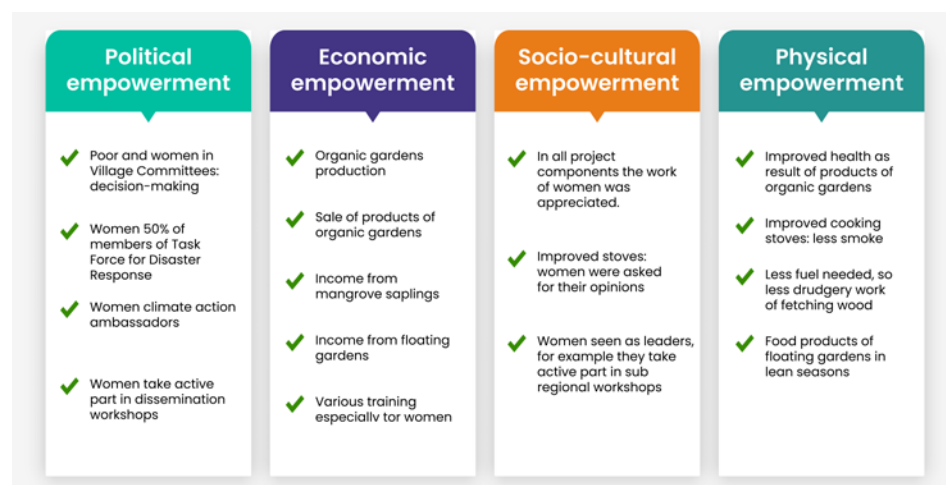 Political
empowerment
Poor and women in
Village Committees:
decision-making
Women 50% of
members of Task
Force for Disaster
Response
Women climate action
ambassadors
Women take active
part in dissemination
workshops
Economic
empowerment
Organic gardens
production
Sale of products of
organic gardens
Income from
mangrove saplings
Income from floating
gardens
Various training
especially for women
Socio-cultural
empowerment
In all project
components the work
of women was
appreciated.
Improved stoves:
women were asked
for their opinions
Women seen as leaders,
for example they take
active part in sub
regional workshops
Physical
empowerment
Improved health as
result of products of
organic gardens
Improved cooking
stoves: less smoke
Less fuel needed, so
less drudgery work
of fetching wood
Food products of
floating gardens in
lean seasons